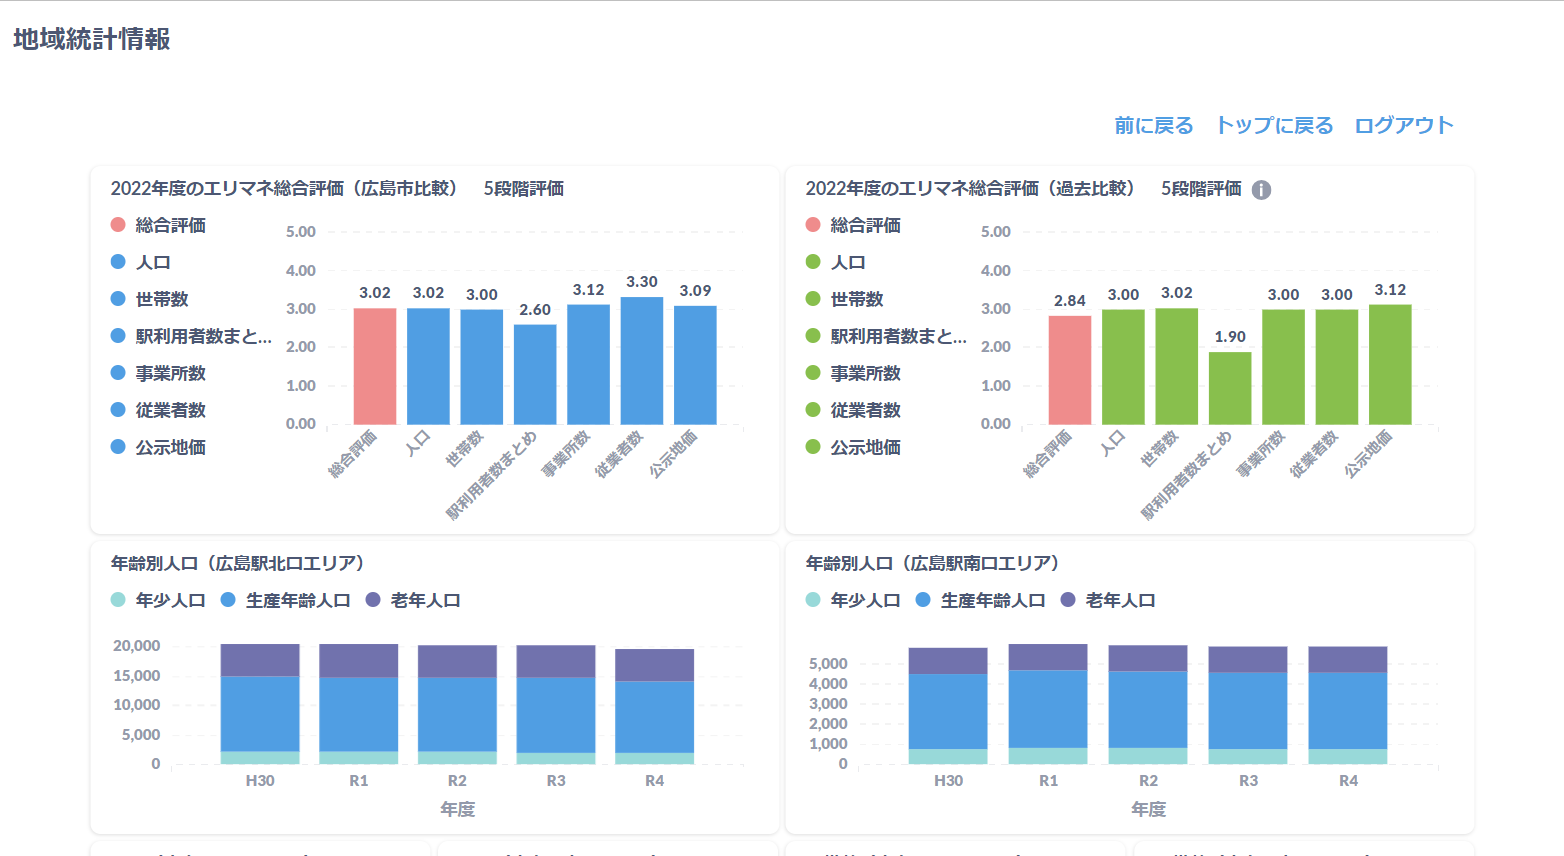 地域統計情報
前に戻る トップに戻る ログアウト
2022年度のエリマネ総合評価（広島市比較） 5段階評価
総合評価
人口
世帯数
駅利用者数まと...
事業所数
従業者数
公示地価
5.00
4.00
3.00
2.00
1.00
0.00
3.02 3.02 3.00 2.60 3.12 3.30 3.09
総合評価 人口 世帯数 駅利用者数まとめ 事業所数 従業者数 公示地価
2022年度のエリマネ総合評価（過去比較） 5段階評価 i
総合評価
人口
世帯数
駅利用者数まと...
事業所数
従業者数
公示地価
5.00
4.00
3.00
2.00
1.00
0.00
2.84 3.00 3.02 1.90 3.00 3.00 3.12
総合評価 人口 世帯数 駅利用者数まとめ 事業所数 従業者数 公示地価
年齢別人口（広島駅北口エリア）
年少人口 生産年齢人口 老年人口
20,000
15,000
10,000
5,000
0
H30 R1 R2 R3 R4
年度
年齢別人口（広島駅南口エリア）
年少人口 生産年齢人口 老年人口
5,000
4,000
3,000
2,000
1,000
0
H30 R1 R2 R3 R4
年度